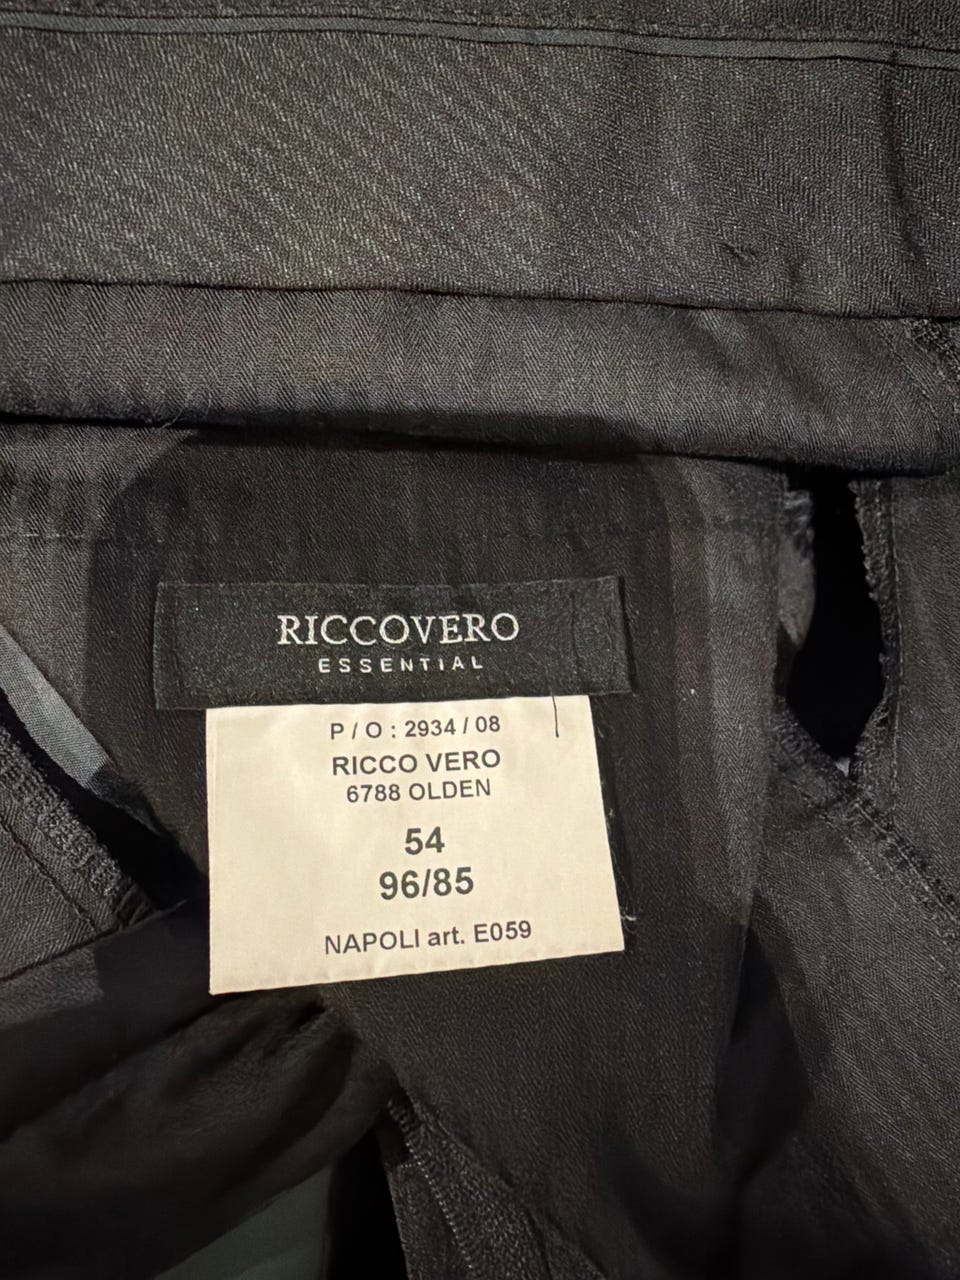 RICCOVERO
ESSENTIAL
P / O : 2934 / 08
RICCO VERO
6788 OLDEN
54
96/85
NAPOLI art. E059